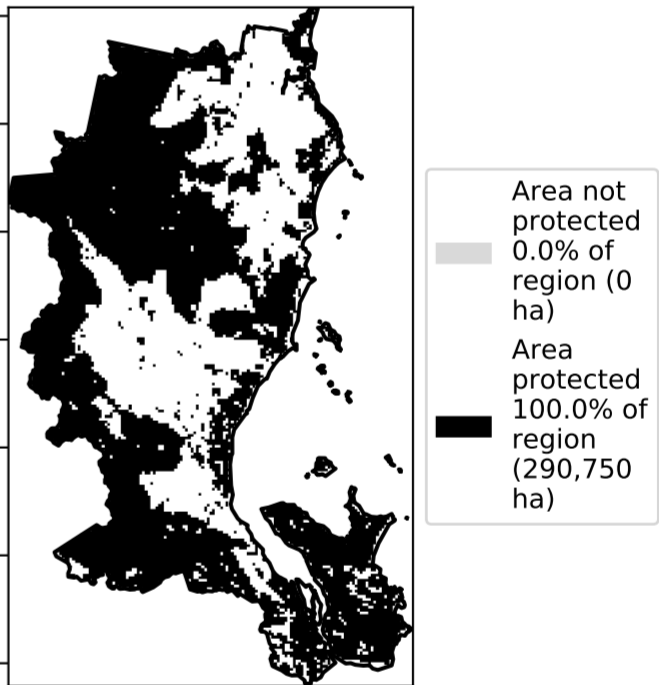 Area not
protected
0.0% of
region (0
ha)
Area
protected
100.0% of
region
(290,750
ha)